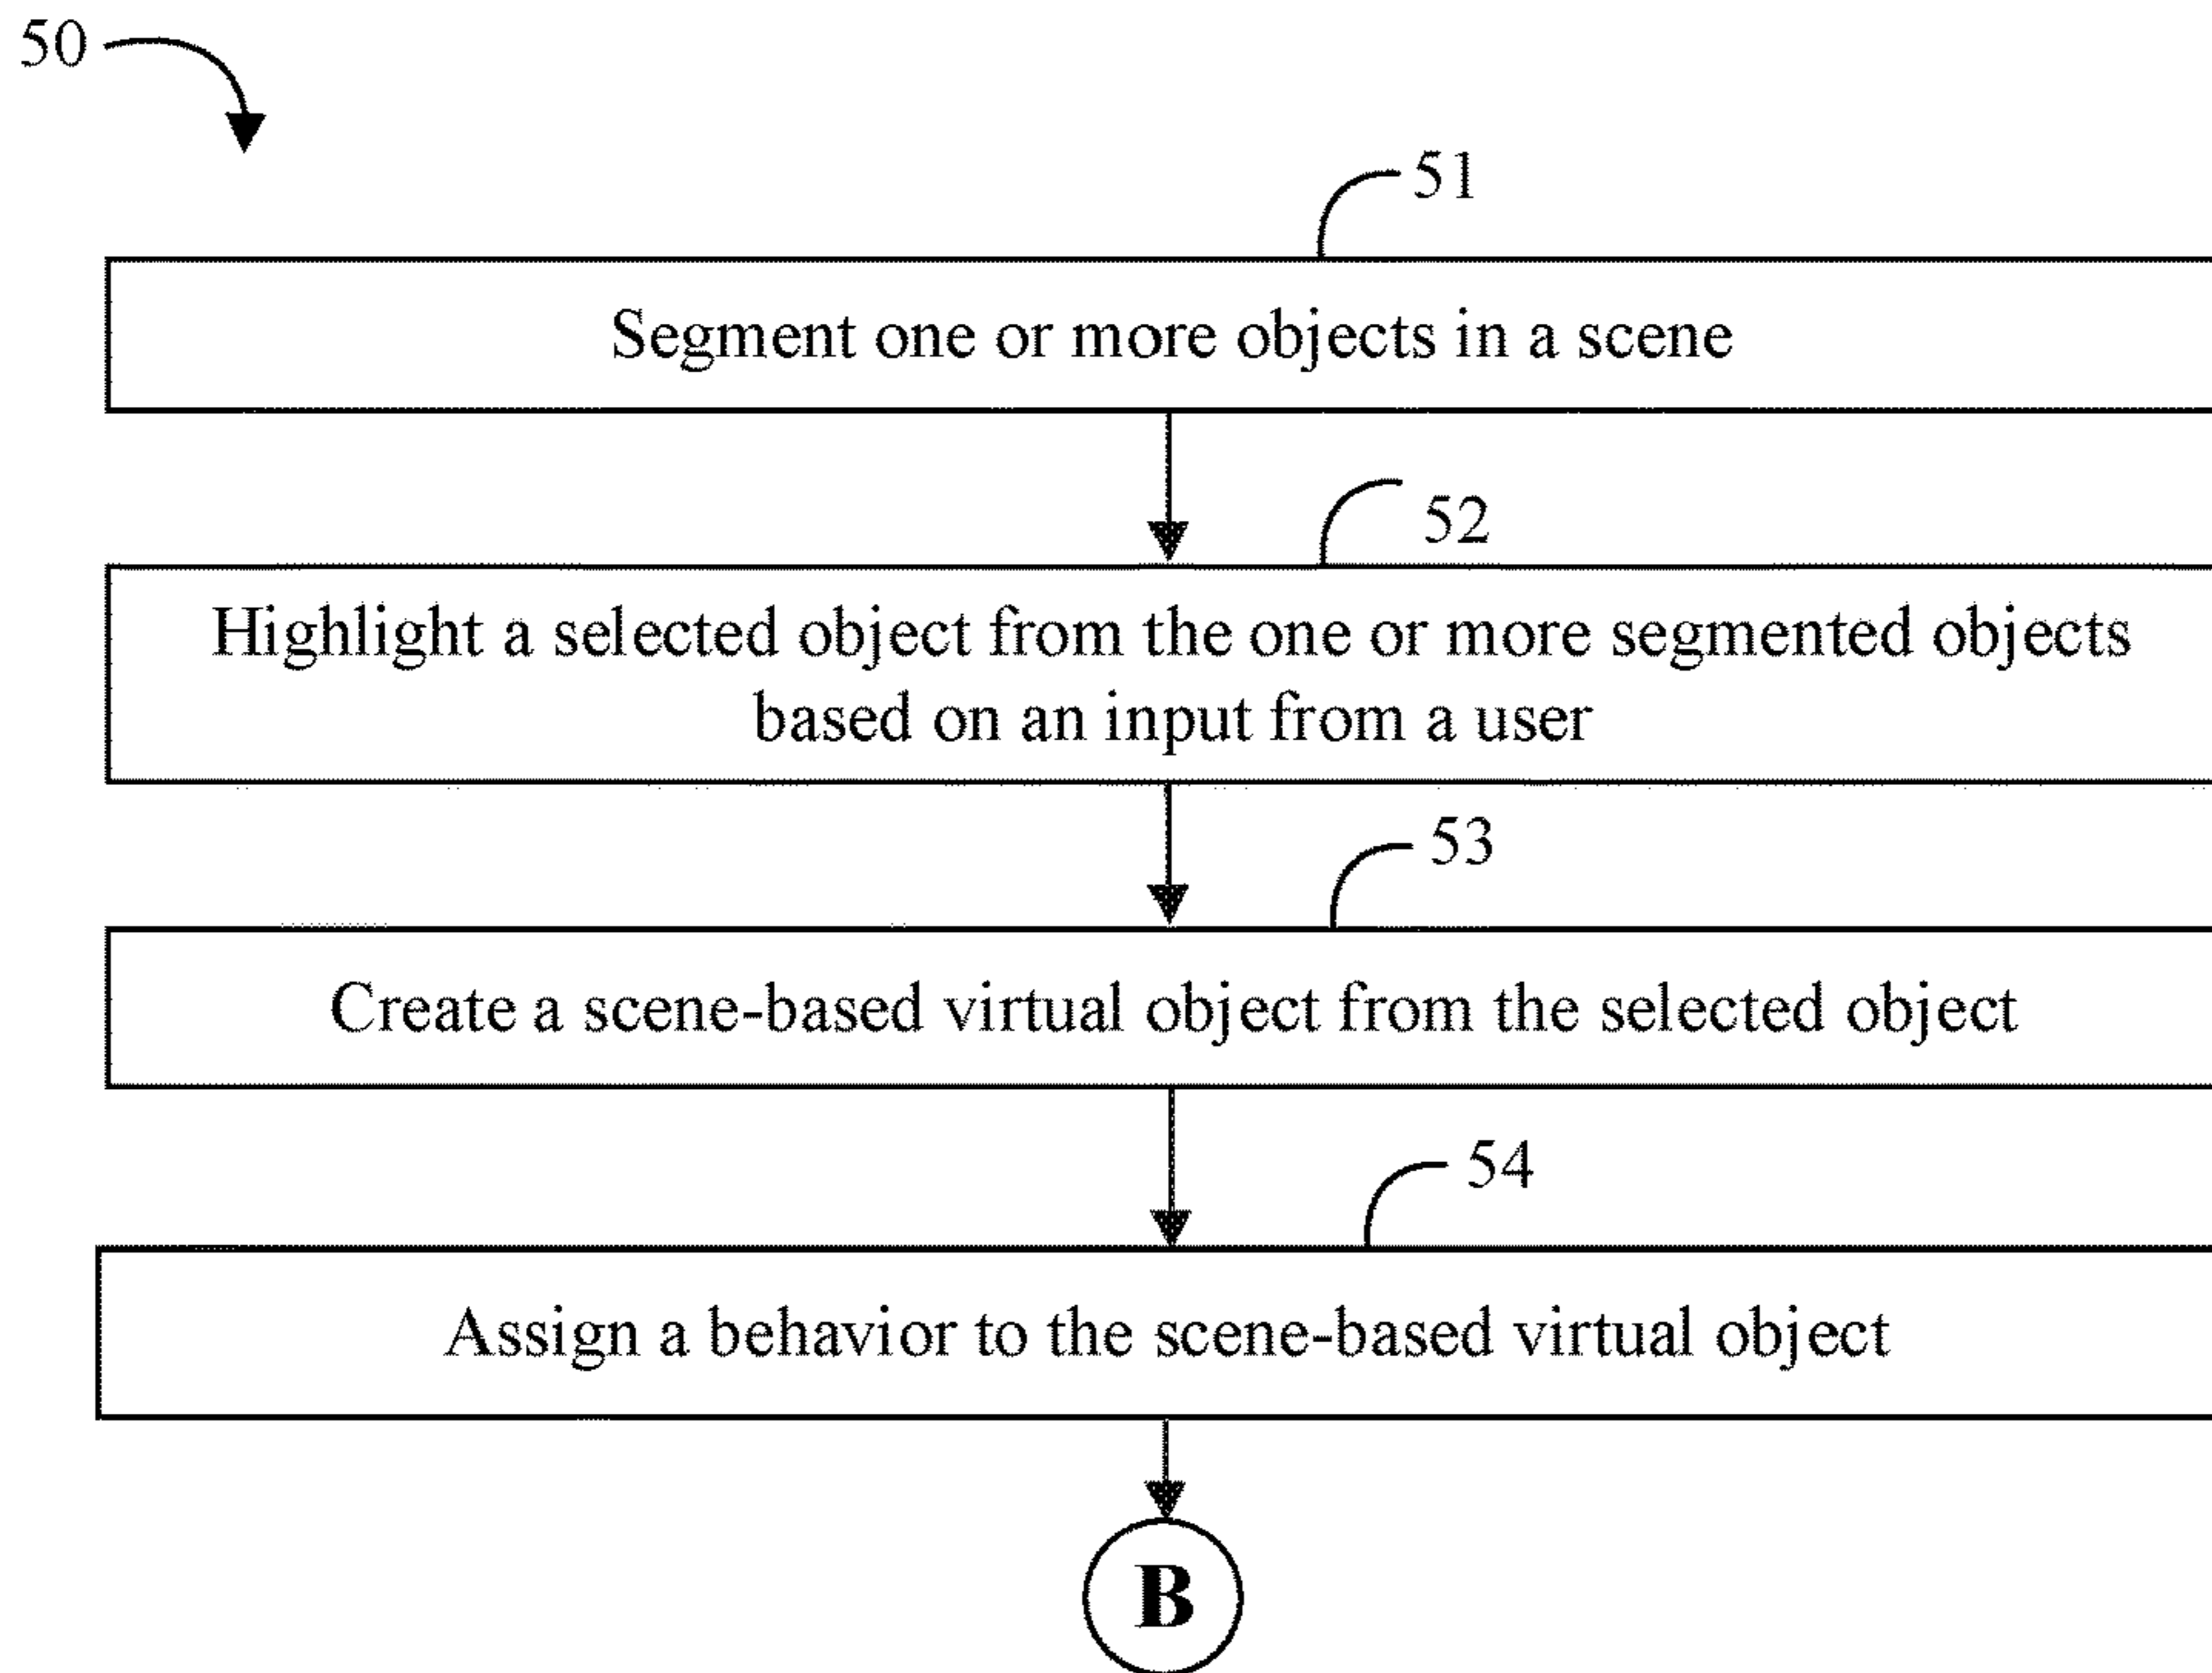 50
51
Segment one or more objects in a scene
52
Highlight a selected object from the one or more segmented objects
based on an input from a user
53
Create a scene-based virtual object from the selected object
54
Assign a behavior to the scene-based virtual object
B